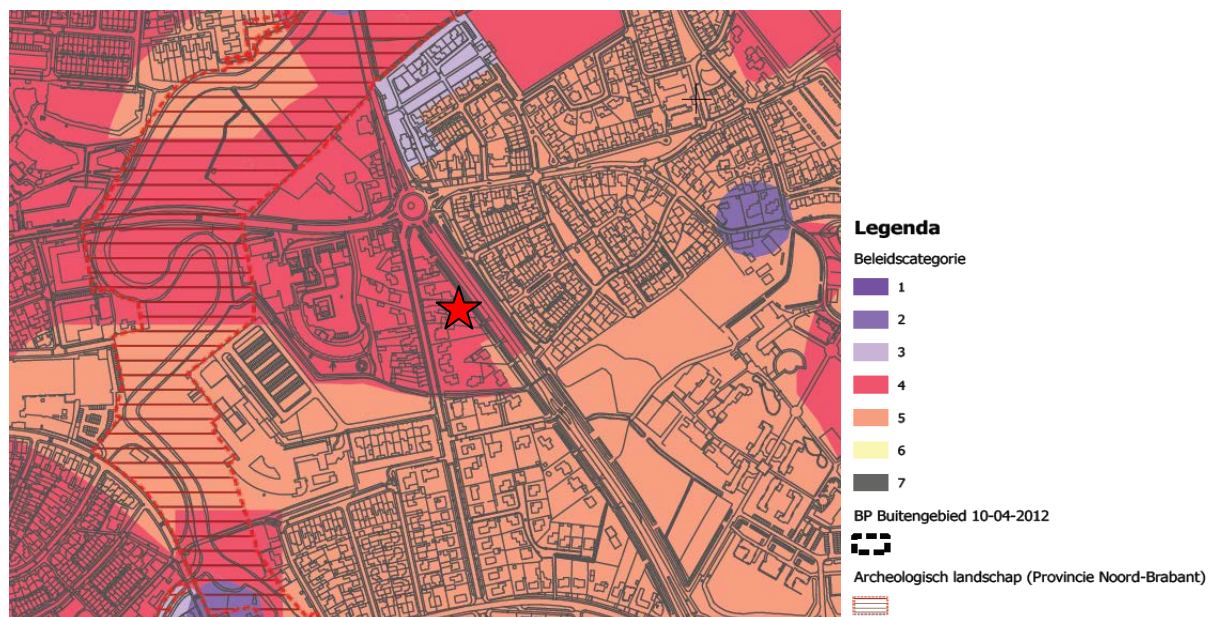 Legenda
Beleidscategorie
1
2
3
4
5
6
7
BP Buitengebied 10-04-2012
Archeologisch landschap (Provincie Noord-Brabant)